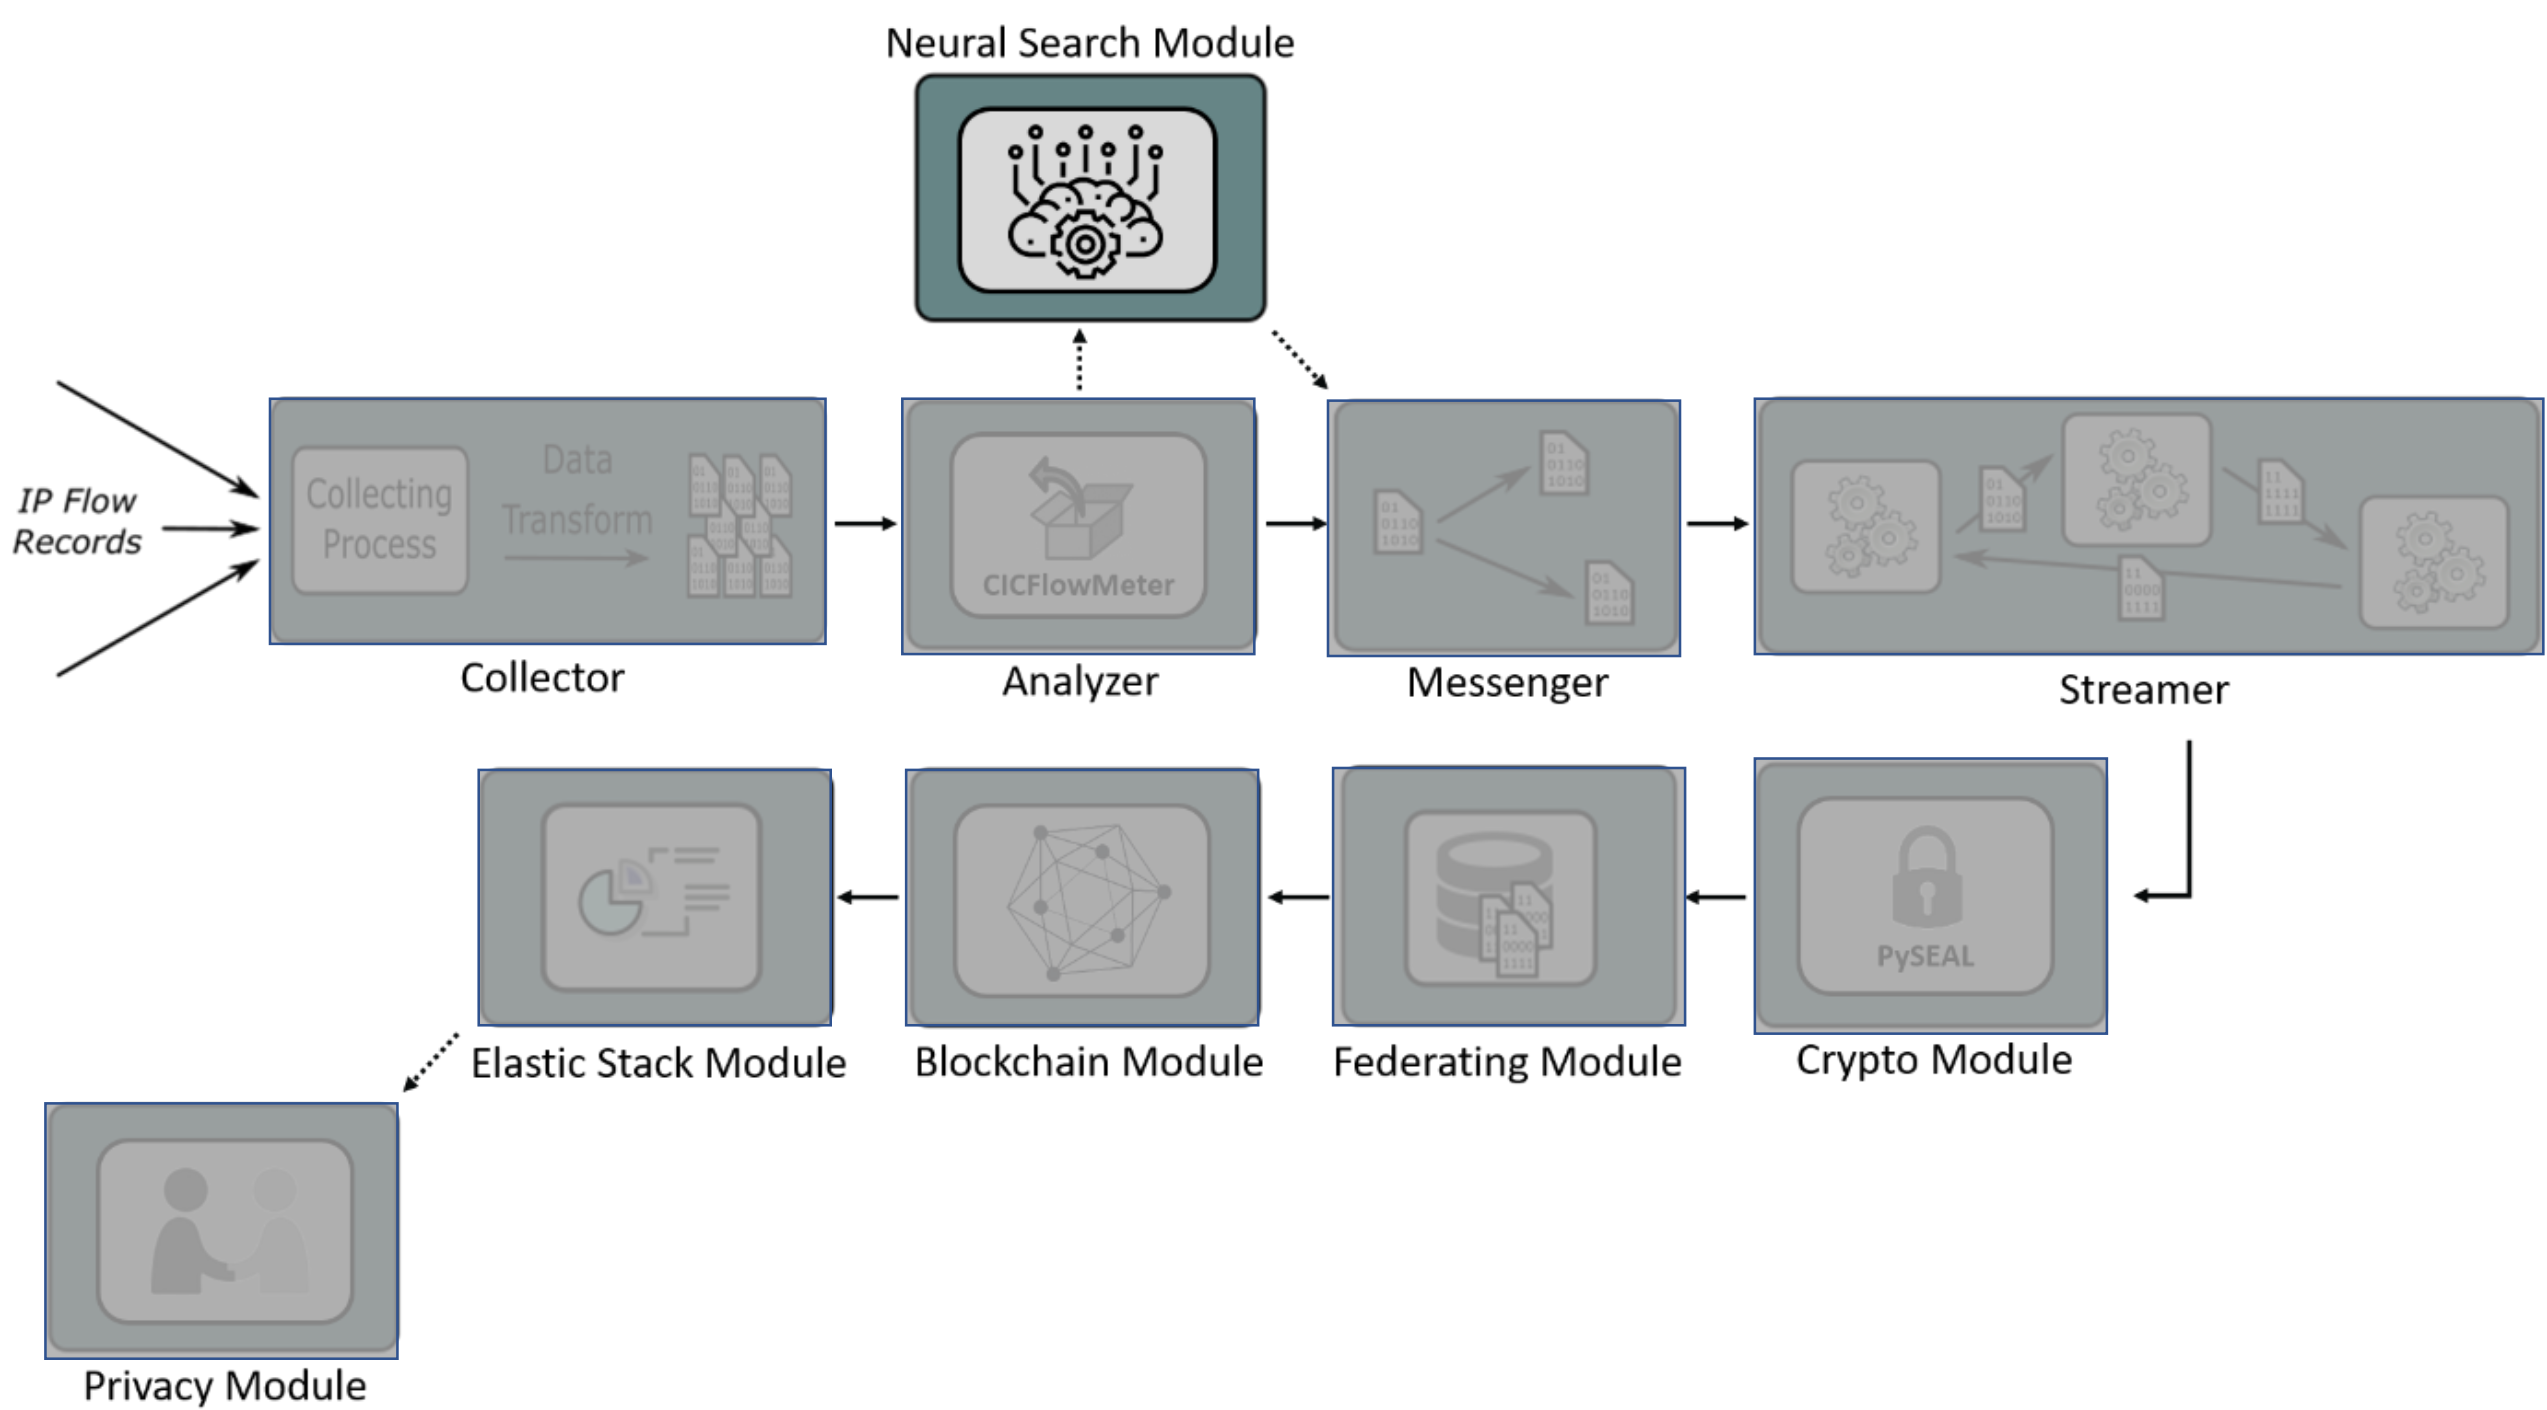 Neural Search Module
IP Flow
Records
Collecting
Process
Data
Transform
Collector
CICFlowMeter
Analyzer
Messenger
Streamer
Elastic Stack Module
Blockchain Module
Federating Module
PySEAL
Crypto Module
Privacy Module